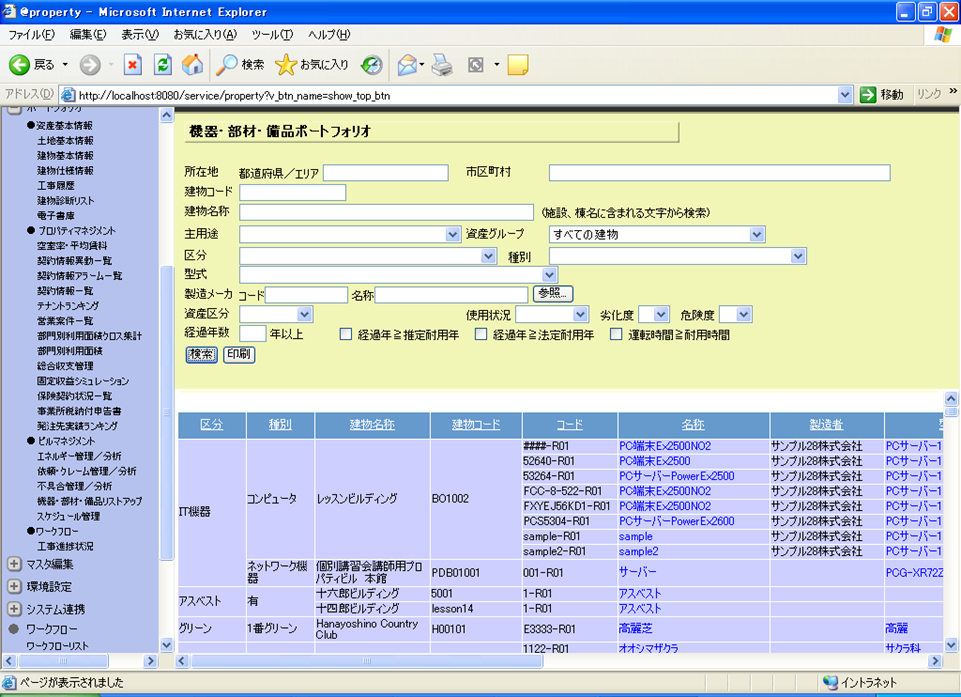 @property - Microsoft Internet Explorer
ファイル(F) 編集(E) 表示(V) お気に入り(A) ツール(T) ヘルプ(H)
戻る 検索 お気に入り
アドレス(D) http://localhost:8080/service/property?v_btn_name=show_top_btn 移動 リンク »
●資産基本情報
土地基本情報
建物基本情報
建物仕様情報
工事履歴
建物診断リスト
電子書庫
● プロパティマネジメント
空室率・平均賃料
契約情報異動一覧
契約情報アラーム一覧
契約情報一覧
テナントランキング
営業案件一覧
部門別利用面積クロス集計
部門別利用面積
総合収支管理
固定収益シミュレーション
保険契約状況一覧
事業所税納付申告書
発注先実績ランキング
● ビルマネジメント
エネルギー管理／分析
依頼・クレーム管理／分析
不具合管理／分析
機器・部材・備品リストアップ
スケジュール管理
●ワークフロー
工事進捗状況
マスタ編集
環境設定
システム連携
ワークフロー
ワークフローリスト
機器・部材・備品ポートフォリオ
所在地 都道府県／エリア 市区町村
建物コード
建物名称 (施設、棟名に含まれる文字から検索)
主用途 資産グループ すべての建物
区分 種別
型式
製造メーカ コード 名称 参照...
資産区分 使用状況 劣化度 危険度
経過年数 年以上 経過年≧推定耐用年 経過年≧法定耐用年 運転時間≧耐用時間
検索 印刷
区分 種別 建物名称 建物コード コード 名称 製造者
IT機器 コンピュータ レッスンビルディング BO1002 ####-R01 PC端末Ex2500NO2 サンプル28株式会社 PCサーバー1
52640-R01 PC端末Ex2500 サンプル28株式会社 PCサーバー1
53264-R01 PCサーバーPowerEx2500 サンプル28株式会社 PCサーバー1
FCC-8-522-R01 PC端末Ex2500NO2 サンプル28株式会社 PCサーバー1
FXYEJ56KD1-R01 PC端末Ex2500NO2 サンプル28株式会社 PCサーバー1
PCS5304-R01 PCサーバーPowerEx2600 サンプル28株式会社 PCサーバー1
sample-R01 sample サンプル28株式会社 PCサーバー1
sample2-R01 sample2 サンプル28株式会社 PCサーバー1
ネットワーク機器 個別講習会講師用プロパティビル 本館 PDB01001 001-R01 サーバー PCG-XR72Z
アスベスト 有 十六郎ビルディング 5001 1-R01 アスベスト
十四郎ビルディング lesson14 1-R01 アスベスト
グリーン 1番グリーン Hanayoshino Country Club H00101 E3333-R01 高麗芝 高麗
1122-R01 オオシマザクラ サクラ科
ページが表示されました イントラネット